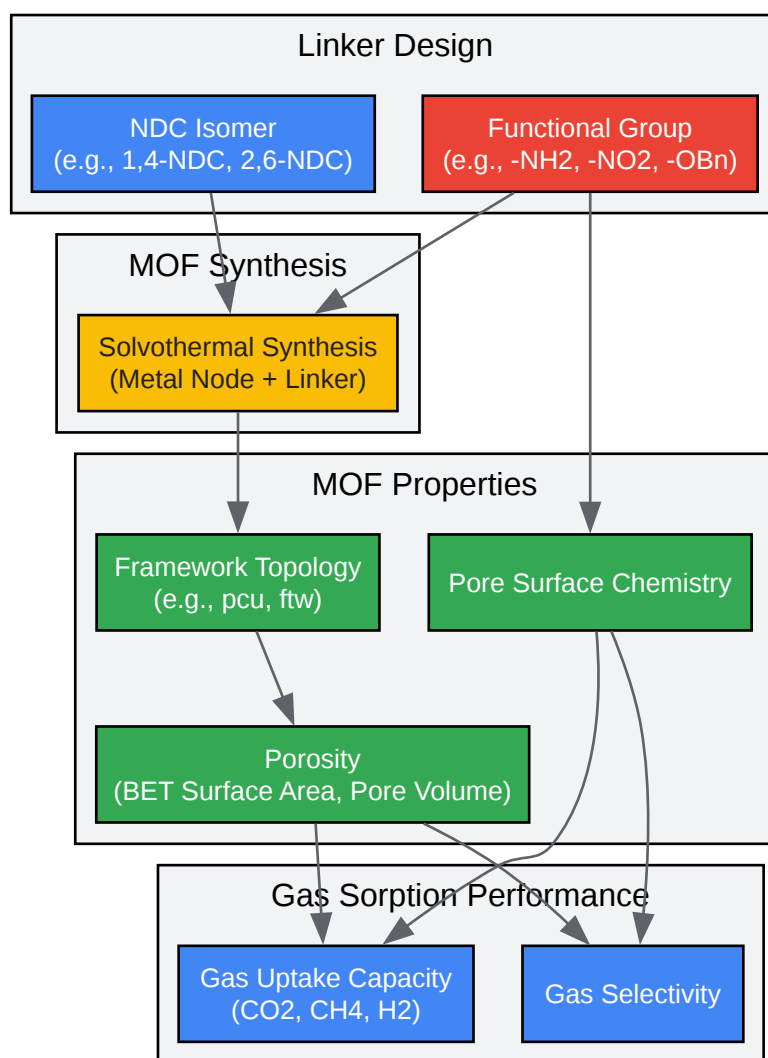 Linker Design
NDC Isomer
(e.g., 1,4-NDC, 2,6-NDC)
Functional Group
(e.g., -NH2, -NO2, -OBn)
MOF Synthesis
Solvothermal Synthesis
(Metal Node + Linker)
MOF Properties
Framework Topology
(e.g., pcu, ftw)
Pore Surface Chemistry
Porosity
(BET Surface Area, Pore Volume)
Gas Sorption Performance
Gas Uptake Capacity
(CO2, CH4, H2)
Gas Selectivity